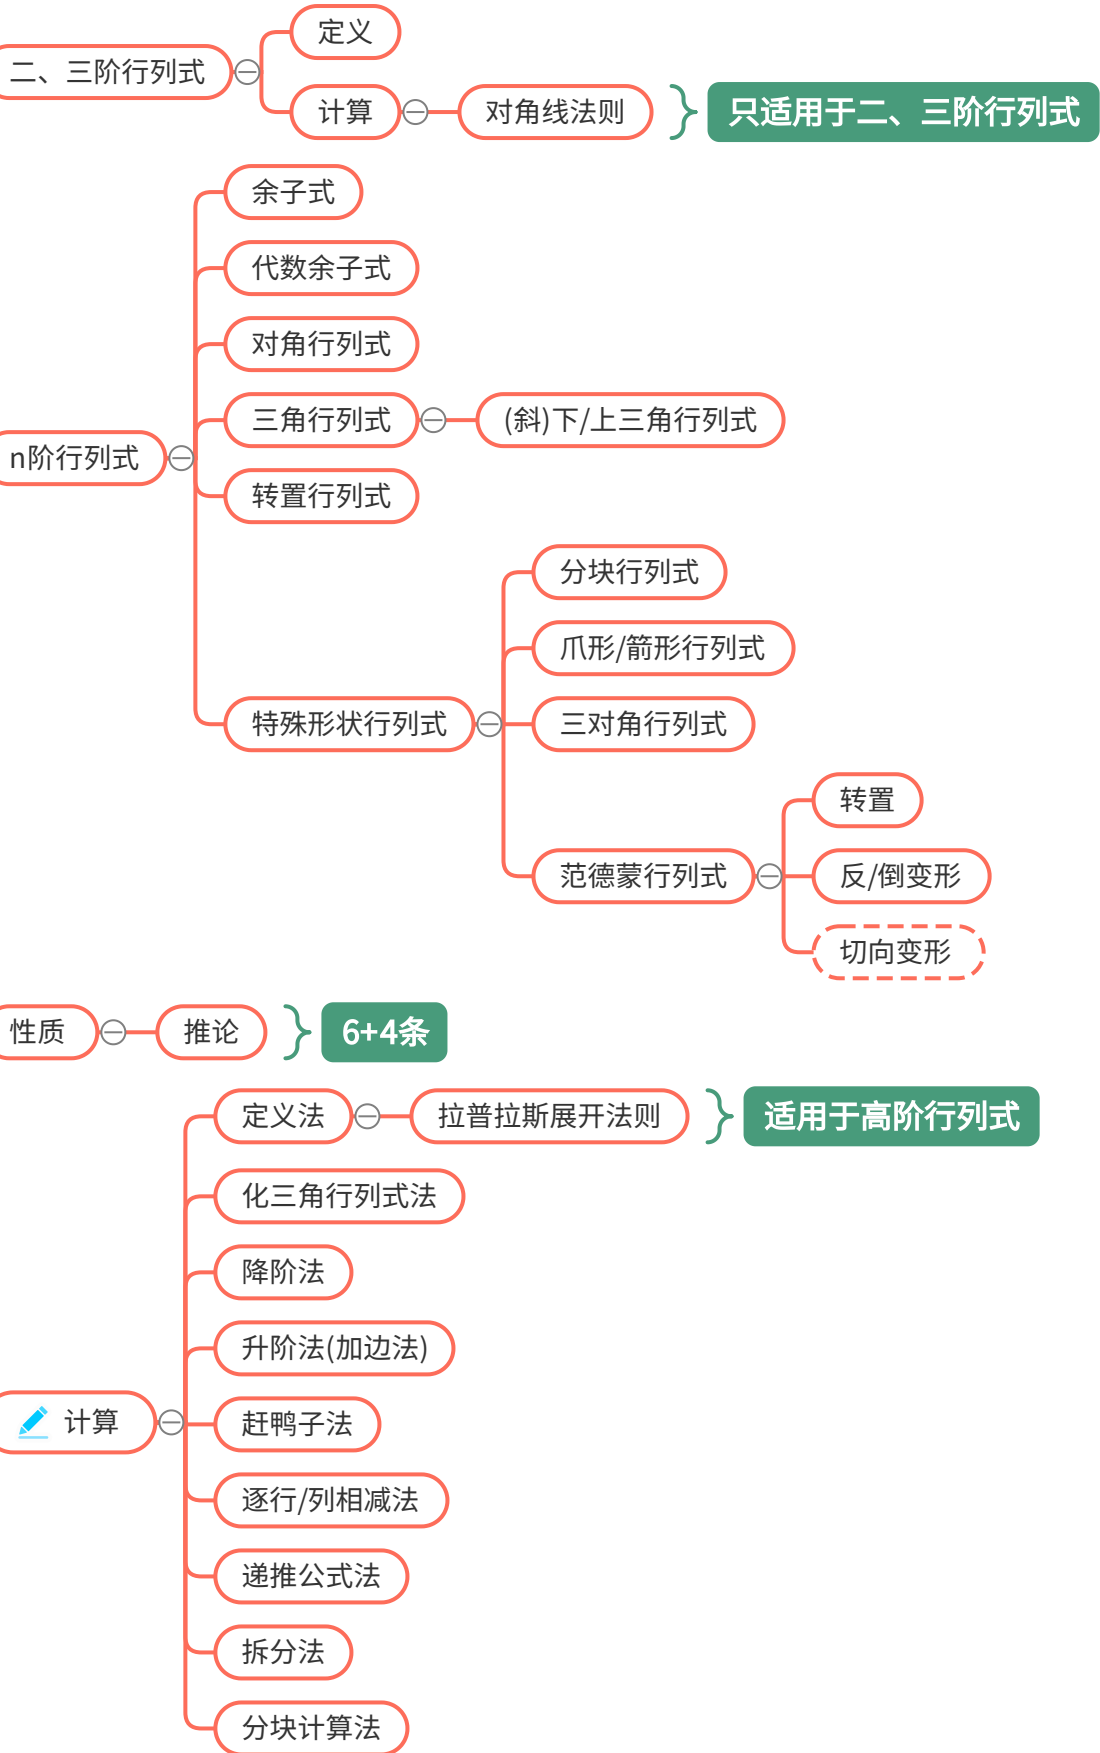 二、三阶行列式
定义
计算
对角线法则
只适用于二、三阶行列式
n阶行列式
余子式
代数余子式
对角行列式
三角行列式
(斜)下/上三角行列式
转置行列式
特殊形状行列式
分块行列式
爪形/箭形行列式
三对角行列式
范德蒙行列式
转置
反/倒变形
切向变形
性质
推论
6+4条
计算
定义法
拉普拉斯展开法则
适用于高阶行列式
化三角行列式法
降阶法
升阶法(加边法)
赶鸭子法
逐行/列相减法
递推公式法
拆分法
分块计算法